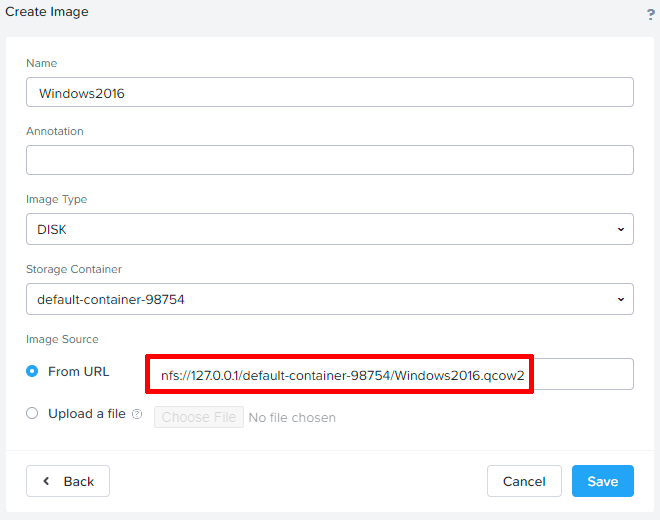 Create Image ?
Name
Windows2016
Annotation
Image Type
DISK
Storage Container
default-container-98754
Image Source
From URL nfs://127.0.0.1/default-container-98754/Windows2016.qcow2
Upload a file ? Choose File No file chosen
Back Cancel Save